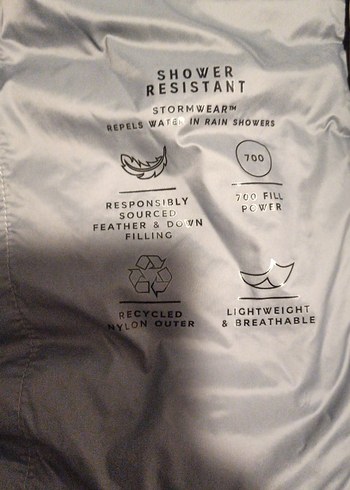 SHOWER
RESISTANT
STORMWEAR™
REPELS WATER IN RAIN SHOWERS
700
RESPONSIBLY
SOURCED
FEATHER & DOWN
FILLING
700 FILL
POWER
RECYCLED
NYLON OUTER
LIGHTWEIGHT
& BREATHABLE